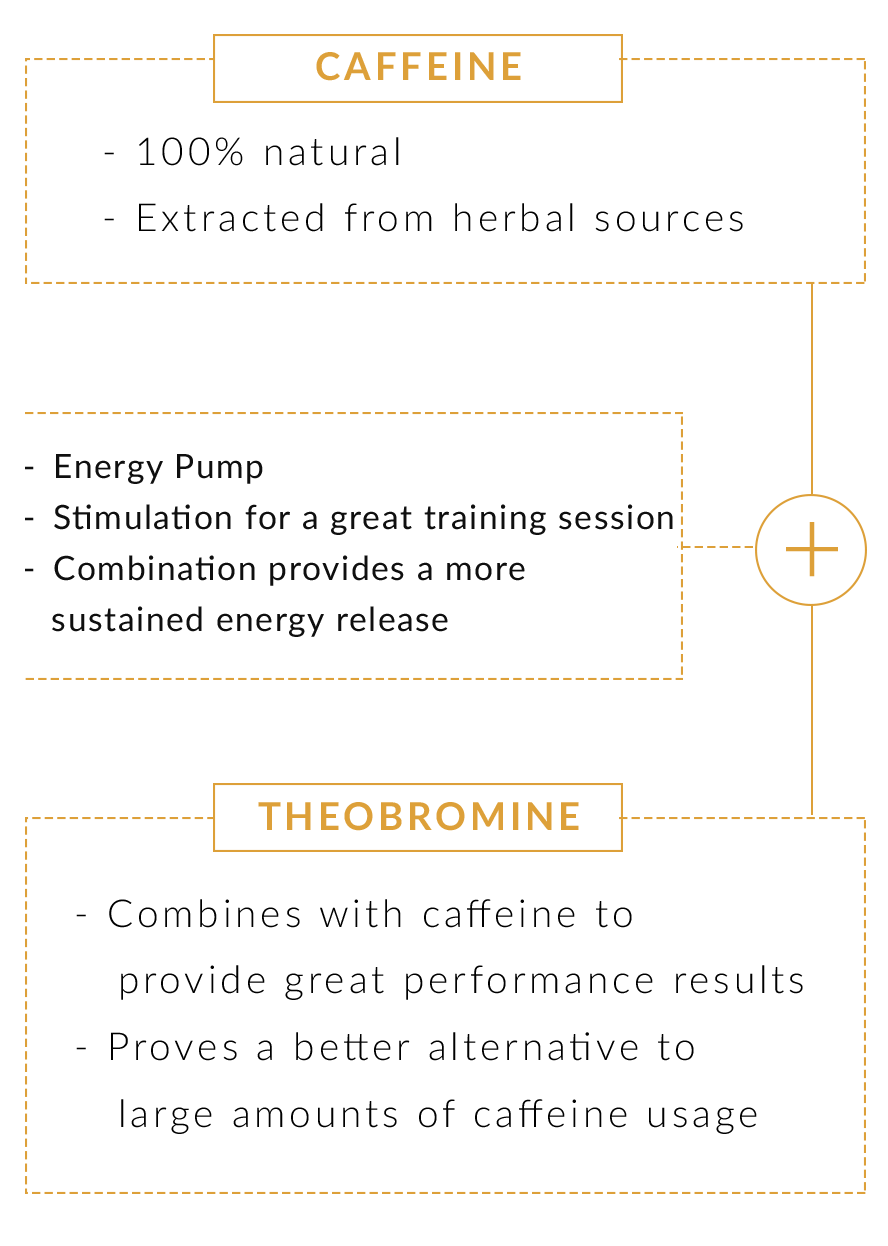 CAFFEINE
- 100% natural
- Extracted from herbal sources
- Energy Pump
- Stimulation for a great training session
- Combination provides a more
sustained energy release
+
THEOBROMINE
- Combines with caffeine to
provide great performance results
- Proves a better alternative to
large amounts of caffeine usage